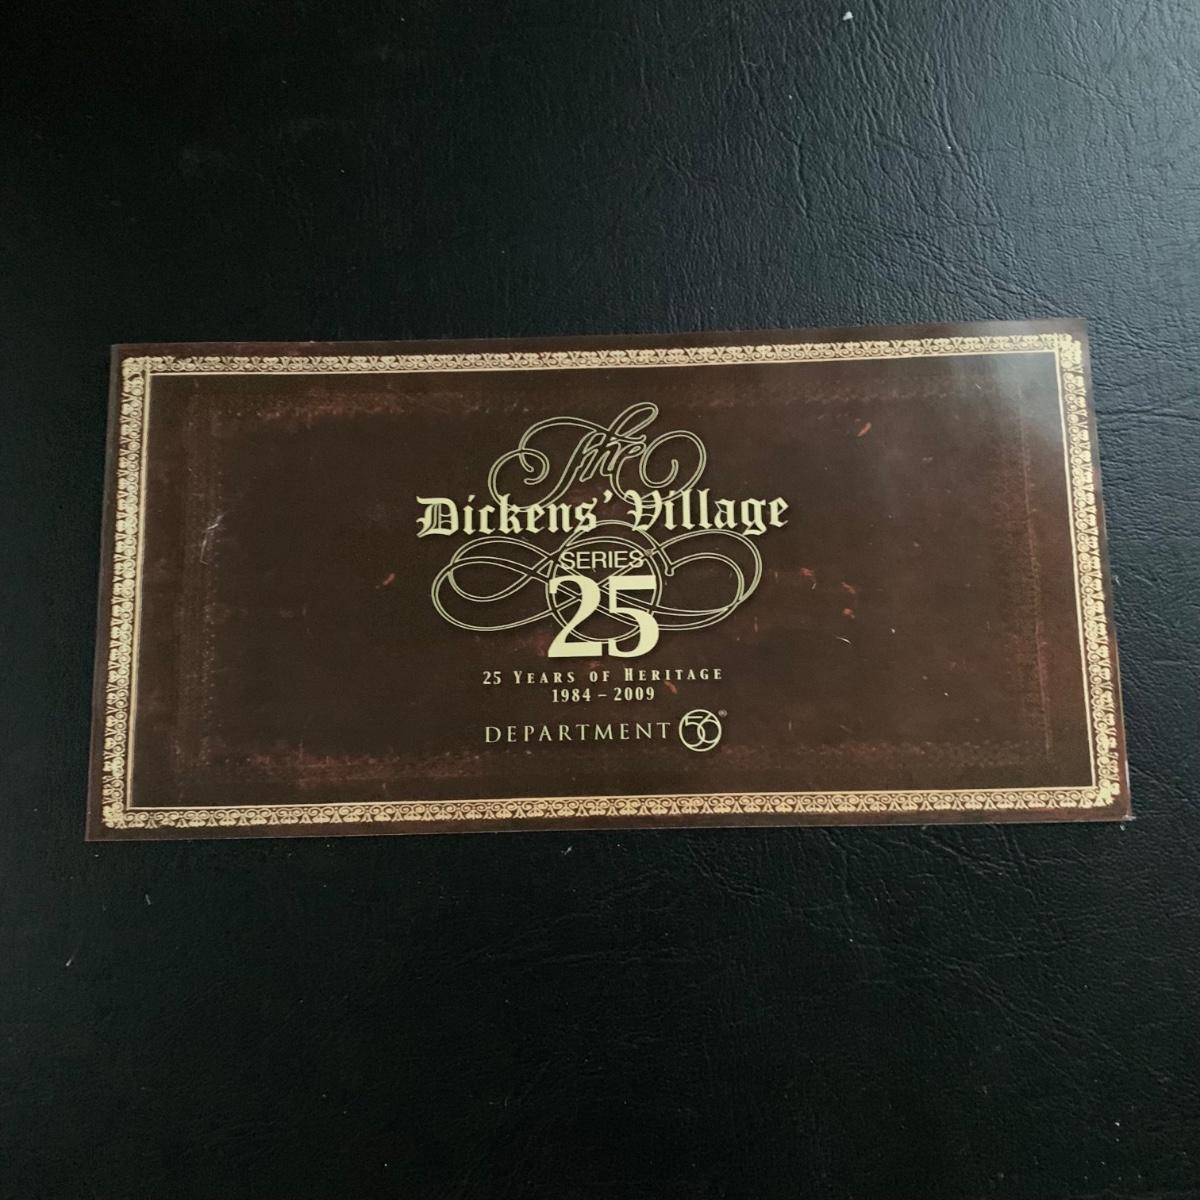 The
Dickens' Village
SERIES
25
25 YEARS OF HERITAGE
1984 – 2009
DEPARTMENT 56®